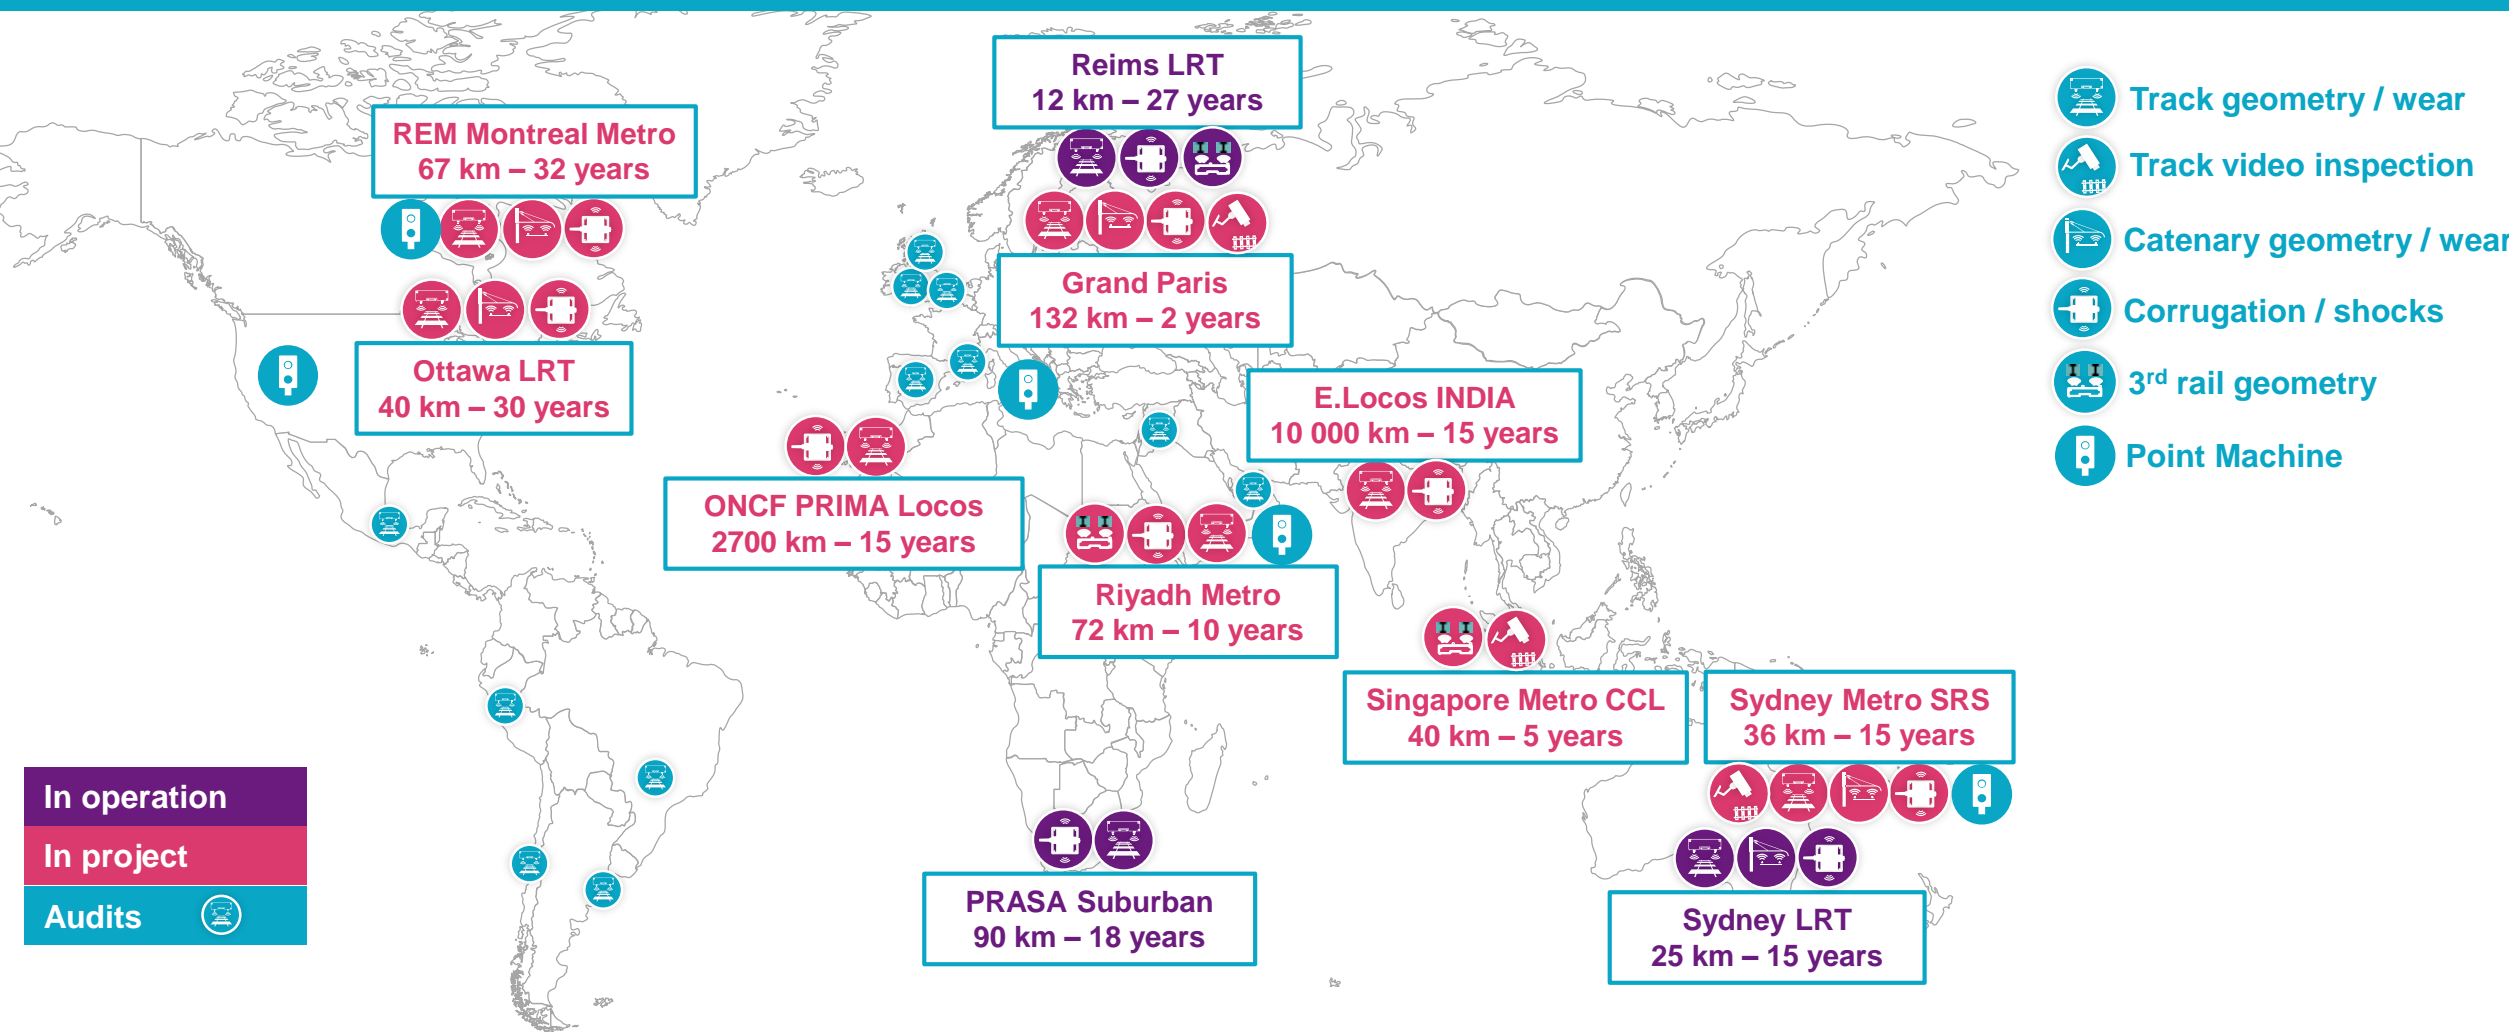 Reims LRT
12 km – 27 years
REM Montreal Metro
67 km – 32 years
Grand Paris
132 km – 2 years
Ottawa LRT
40 km – 30 years
E.Locos INDIA
10 000 km – 15 years
ONCF PRIMA Locos
2700 km – 15 years
Riyadh Metro
72 km – 10 years
Singapore Metro CCL
40 km – 5 years
Sydney Metro SRS
36 km – 15 years
PRASA Suburban
90 km – 18 years
Sydney LRT
25 km – 15 years
Track geometry / wear
Track video inspection
Catenary geometry / wear
Corrugation / shocks
3rd rail geometry
Point Machine
In operation
In project
Audits